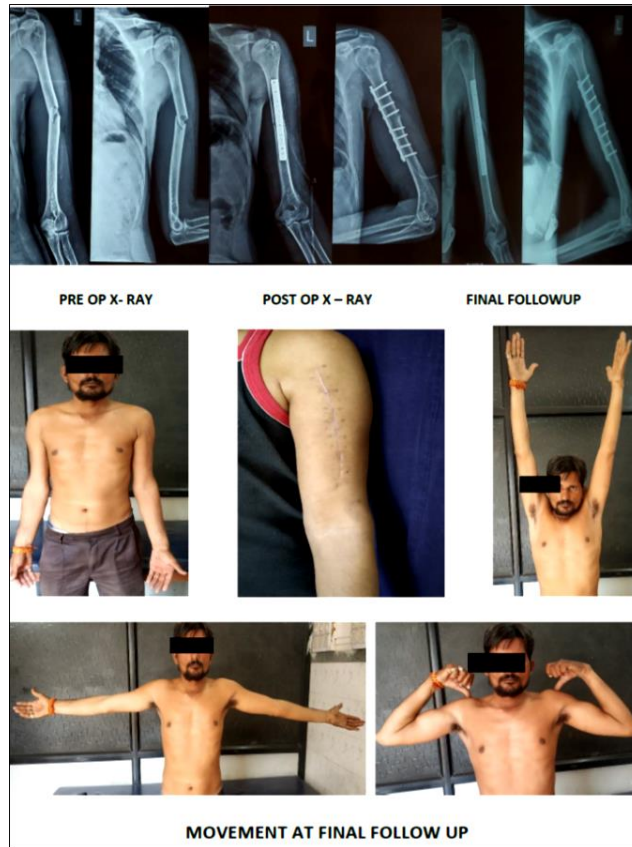 L
L
PRE OP X- RAY
POST OP X – RAY
FINAL FOLLOWUP
MOVEMENT AT FINAL FOLLOW UP